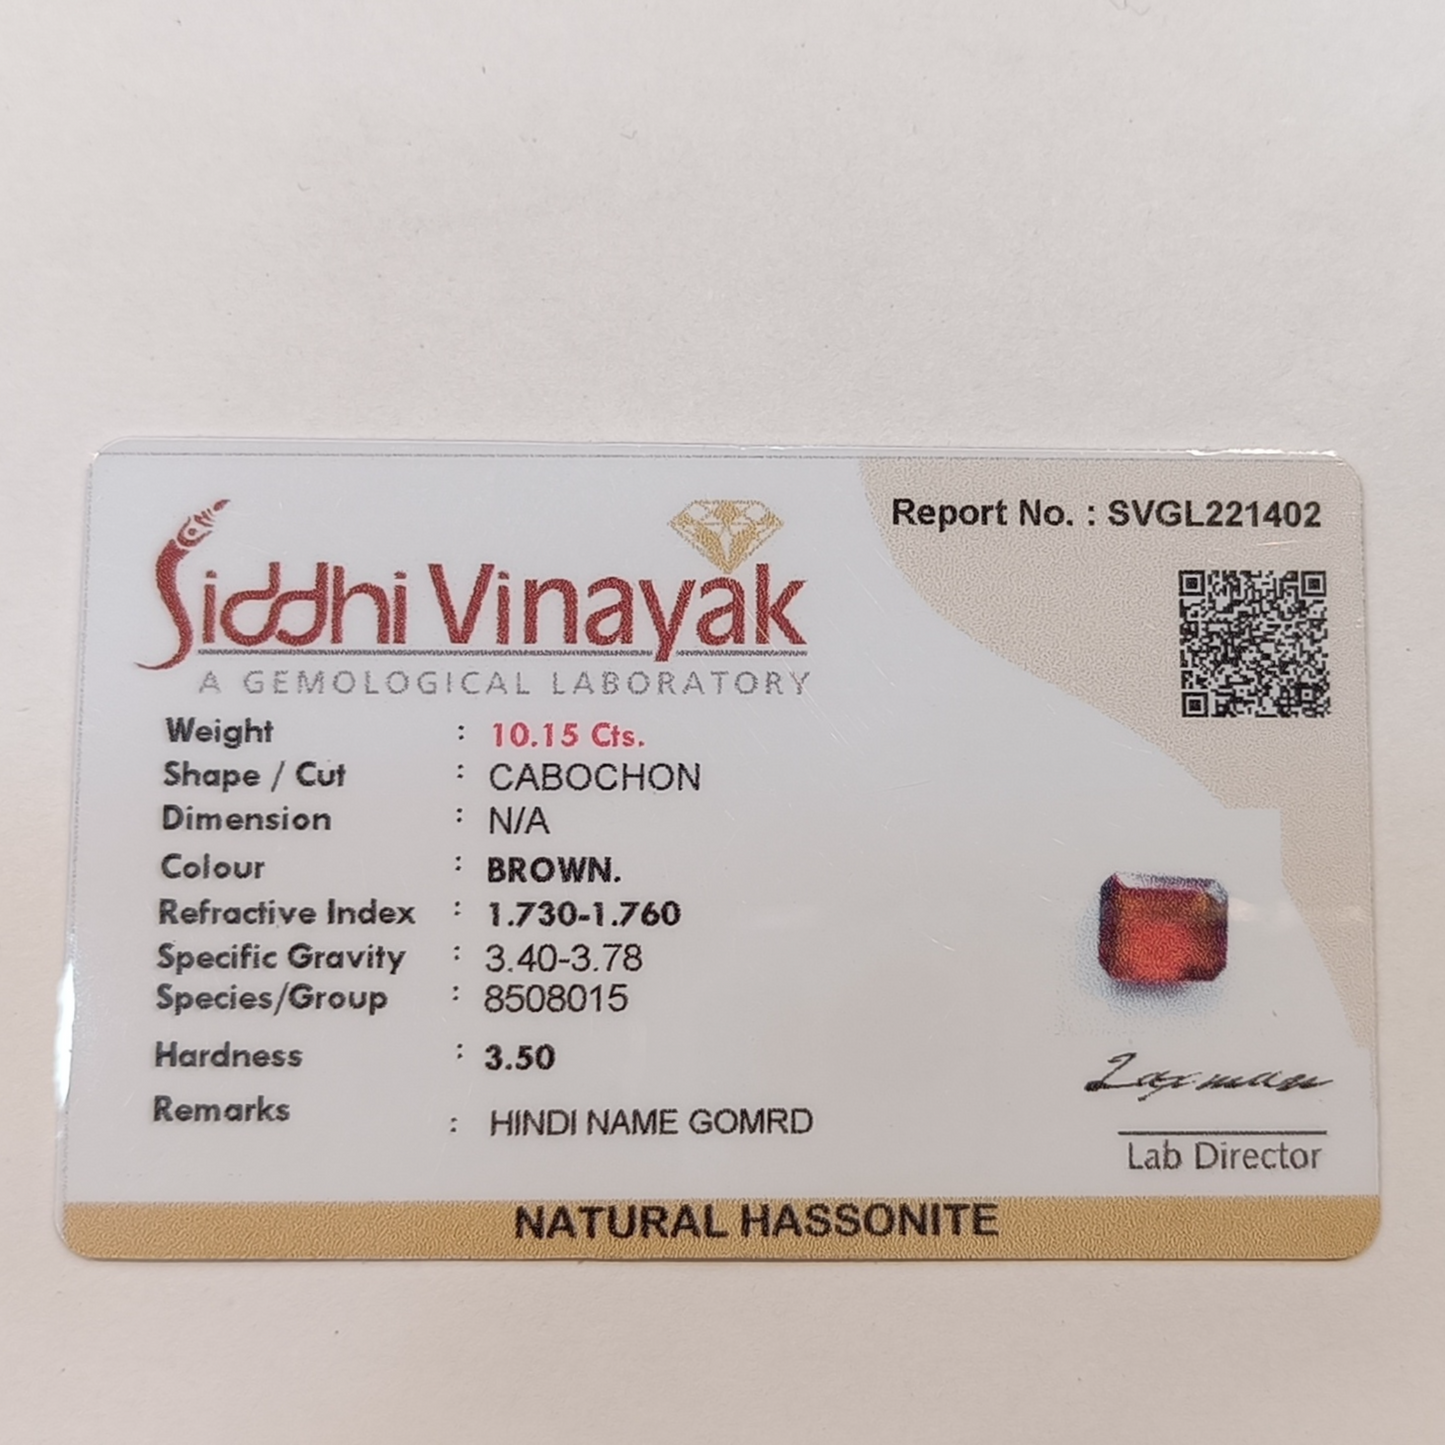 Siddhi Vinayak
A GEMOLOGICAL LABORATORY
Report No. : SVGL221402
Weight : 10.15 Cts.
Shape / Cut : CABOCHON
Dimension : N/A
Colour : BROWN.
Refractive Index : 1.730-1.760
Specific Gravity : 3.40-3.78
Species/Group : 8508015
Hardness : 3.50
Remarks : HINDI NAME GOMRD
Laxman
Lab Director
NATURAL HASSONITE